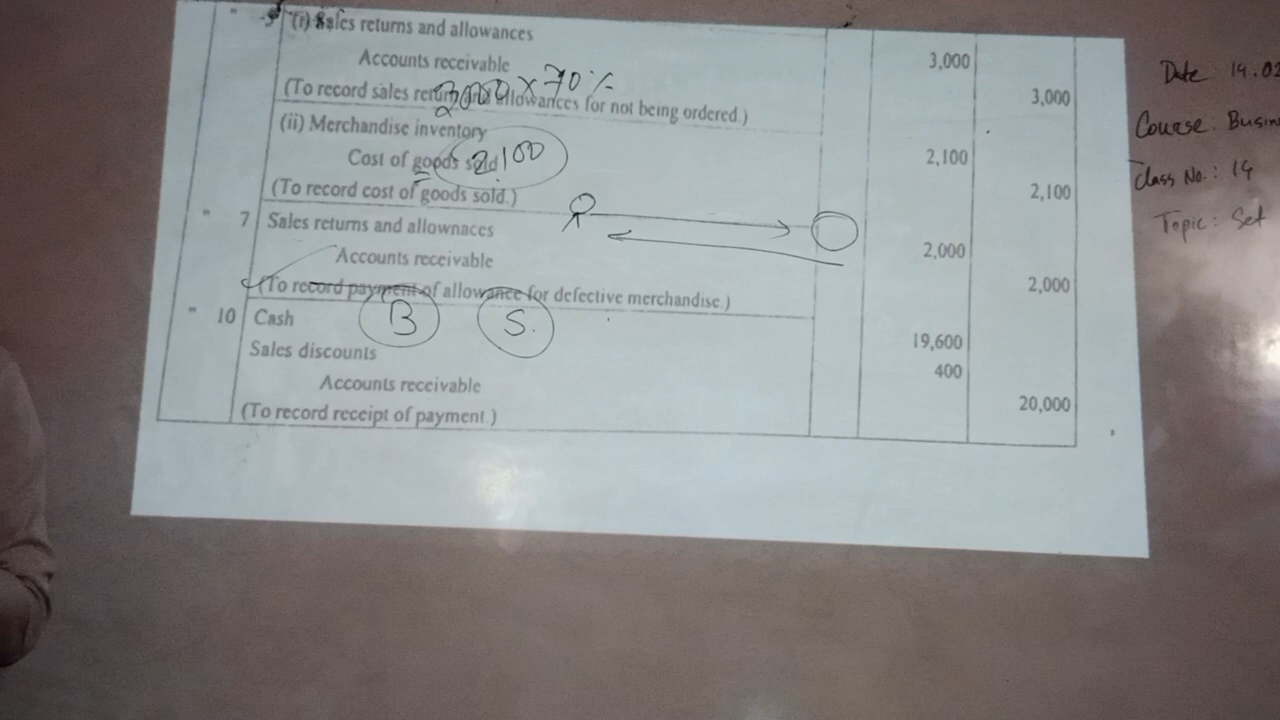 (i) Sales returns and allowances 3,000
Accounts receivable 3,000
3000 × 70%
(To record sales return and allowances for not being ordered.)
(ii) Merchandise inventory 2,100
Cost of goods sold 2,100
2100
(To record cost of goods sold.)
" 7 Sales returns and allownaces 2,000
Accounts receivable 2,000
(To record payment of allowance for defective merchandise.)
B S.
" 10 Cash 19,600
Sales discounts 400
Accounts receivable 20,000
(To record receipt of payment.)
Date 14.02
Course. Busin
Class No.: 14
Topic: Set